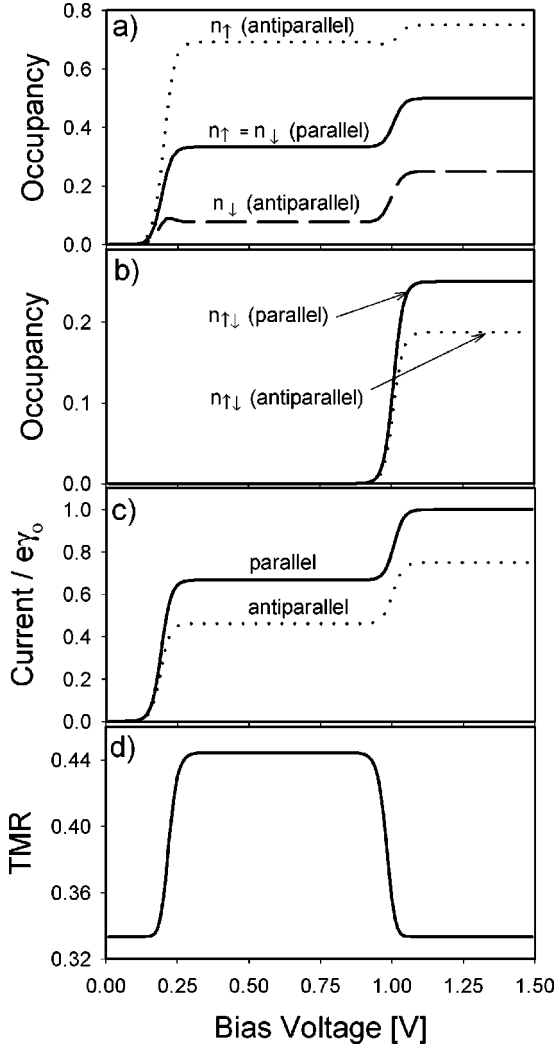 a)
0.8
0.6
0.4
0.2
0.0
Occupancy
n↑ (antiparallel)
n↑ = n↓ (parallel)
n↓ (antiparallel)
b)
0.2
0.1
0.0
Occupancy
n↑↓ (parallel)
n↑↓ (antiparallel)
c)
1.0
0.8
0.6
0.4
0.2
0.0
Current / eγo
parallel
antiparallel
d)
0.44
0.40
0.36
0.32
TMR
0.00 0.25 0.50 0.75 1.00 1.25 1.50
Bias Voltage [V]